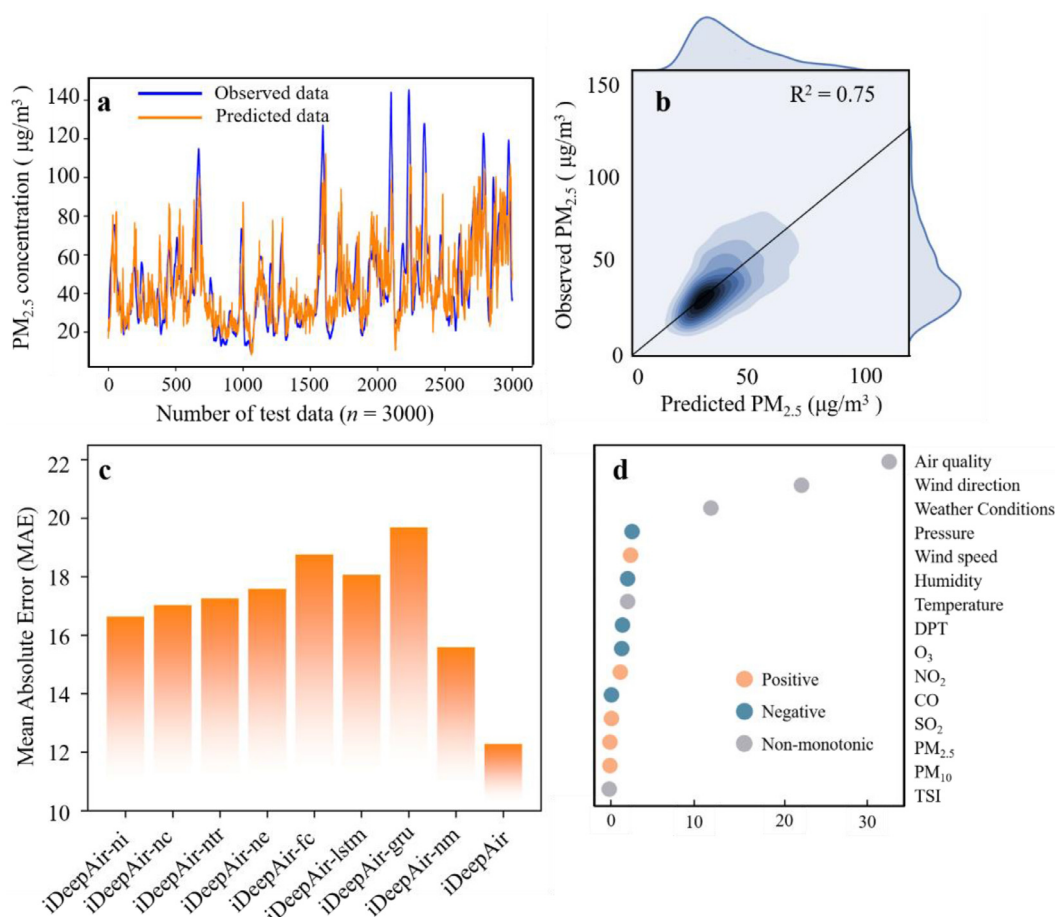 a
Observed data
Predicted data
PM2.5 concentration ( μg/m³ )
140
120
100
80
60
40
20
0
500
1000
1500
2000
2500
3000
Number of test data (n = 3000)
b
R² = 0.75
Observed PM2.5 ( μg/m³ )
150
100
50
0
0
50
100
Predicted PM2.5 (μg/m³ )
c
Mean Absolute Error (MAE)
22
20
18
16
14
12
10
iDeepAir-ni
iDeepAir-nc
iDeepAir-ntr
iDeepAir-ne
iDeepAir-fc
iDeepAir-lstm
iDeepAir-gru
iDeepAir-nm
iDeepAir
d
Air quality
Wind direction
Weather Conditions
Pressure
Wind speed
Humidity
Temperature
DPT
O3
NO2
CO
SO2
PM2.5
PM10
TSI
Positive
Negative
Non-monotonic
0
10
20
30